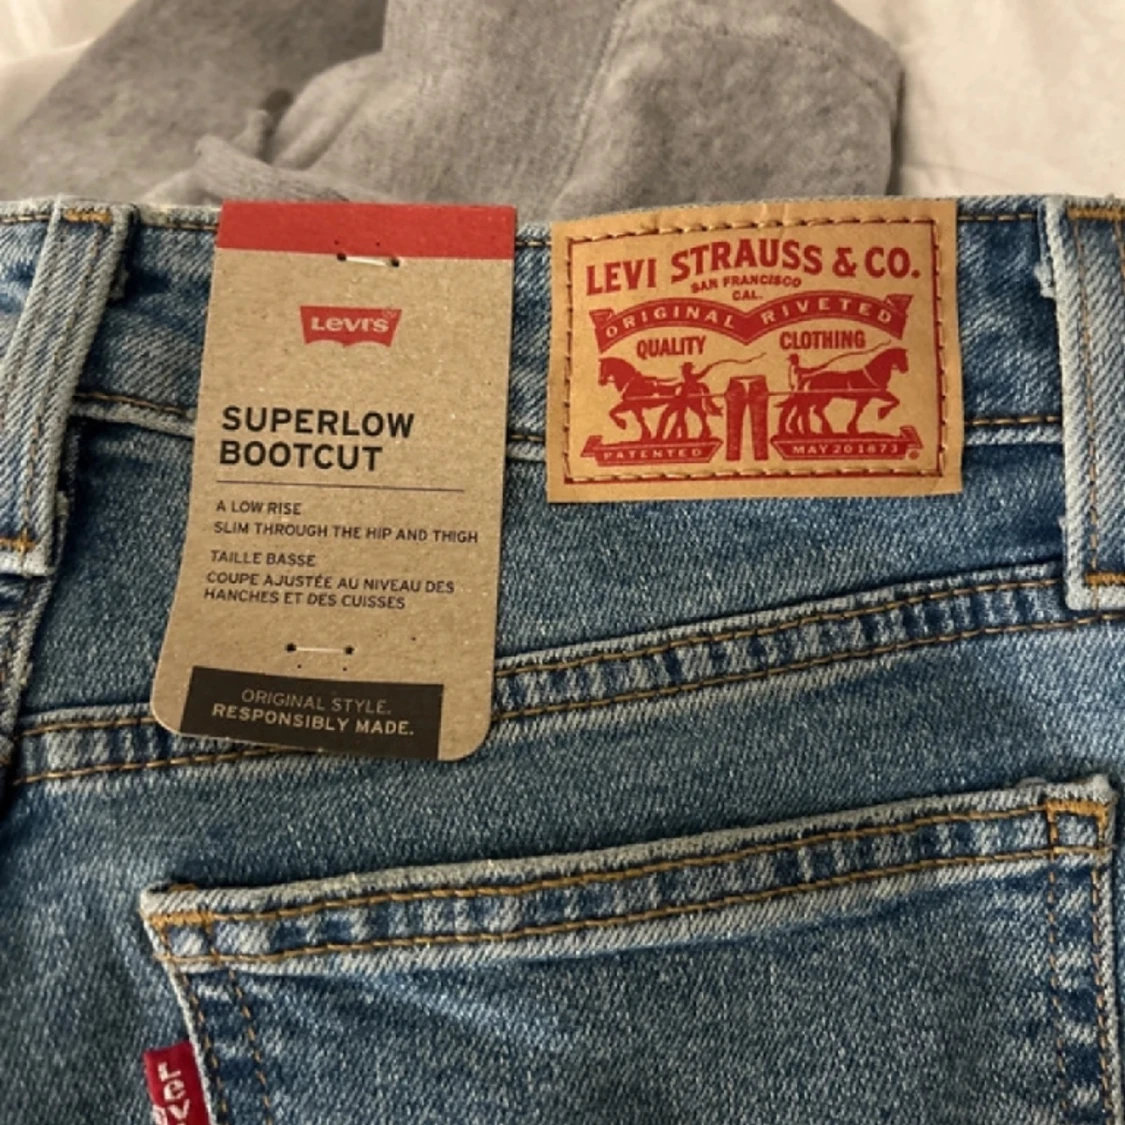 Levi's
SUPERLOW
BOOTCUT
A LOW RISE
SLIM THROUGH THE HIP AND THIGH
TAILLE BASSE
COUPE AJUSTÉE AU NIVEAU DES
HANCHES ET DES CUISSES
ORIGINAL STYLE.
RESPONSIBLY MADE.
LEVI STRAUSS & CO.
SAN FRANCISCO
CAL.
ORIGINAL RIVETED
QUALITY CLOTHING
PATENTED MAY 20 1873
Lev